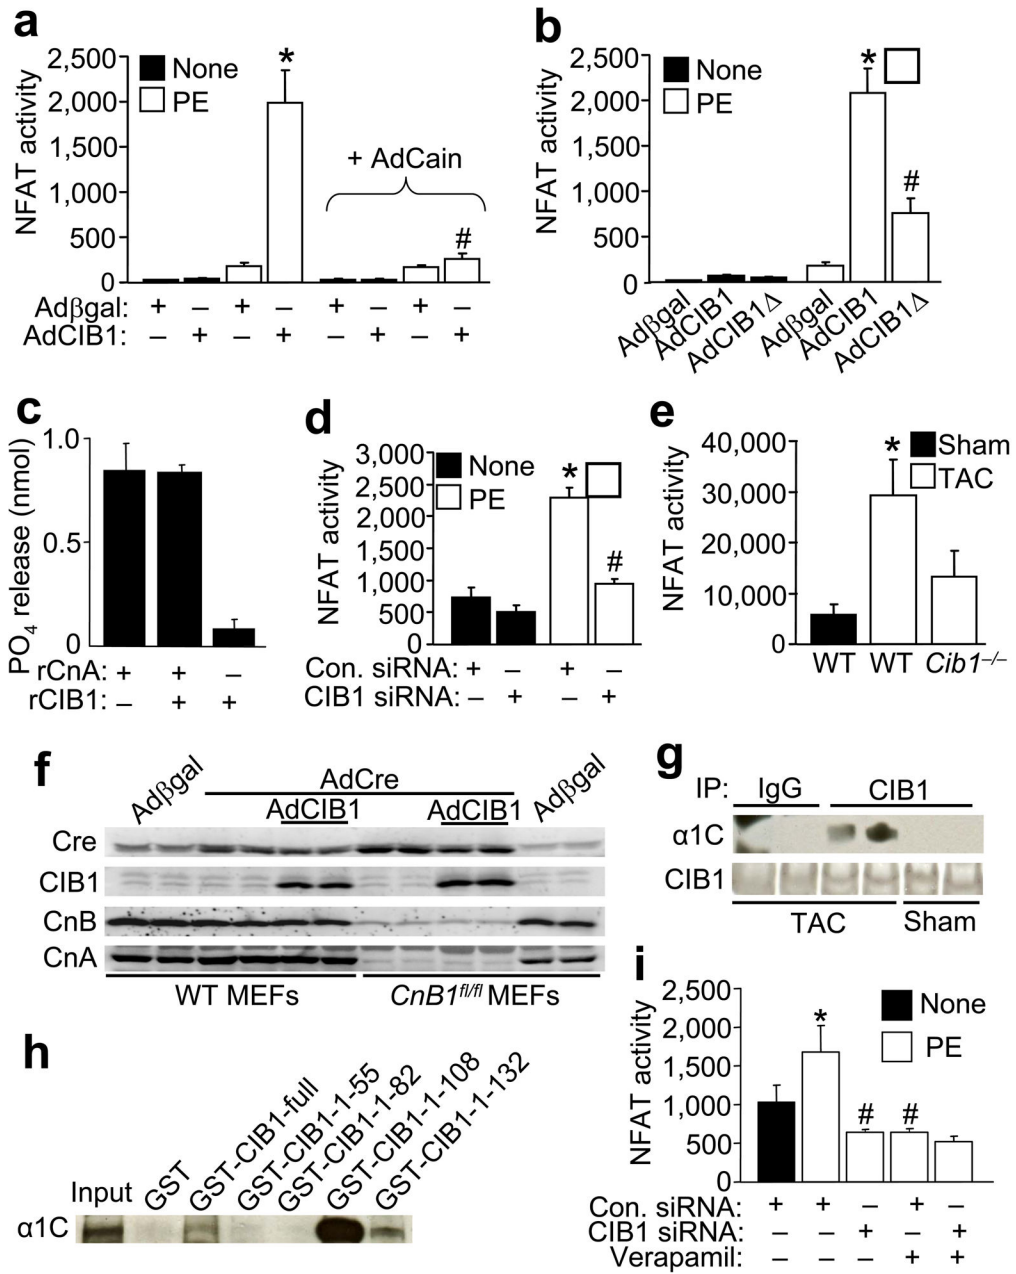 a
NFAT activity
2,500
2,000
1,500
1,000
500
0
None
PE
*
+ AdCain
#
Adβgal: + – + – + – + –
AdCIB1: – + – + – + – +
b
NFAT activity
2,500
2,000
1,500
1,000
500
0
None
PE
*
#
Adβgal
AdCIB1
AdCIB1Δ
Adβgal
AdCIB1
AdCIB1Δ
c
PO4 release (nmol)
1.0
0.5
0
rCnA: + + –
rCIB1: – + +
d
NFAT activity
3,000
2,500
2,000
1,500
1,000
500
0
None
PE
*
#
Con. siRNA: + – + –
CIB1 siRNA: – + – +
e
NFAT activity
40,000
30,000
20,000
10,000
0
*
Sham
TAC
WT WT Cib1–/–
f
Adβgal
AdCre
Adβgal
AdCIB1 AdCIB1
Cre
CIB1
CnB
CnA
WT MEFs CnB1fl/fl MEFs
g
IP: IgG CIB1
α1C
CIB1
TAC Sham
h
Input
GST
GST-CIB1-full
GST-CIB1-1-55
GST-CIB1-1-82
GST-CIB1-1-108
GST-CIB1-1-132
α1C
i
NFAT activity
2,500
2,000
1,500
1,000
500
0
None
PE
*
# #
Con. siRNA: + + – + –
CIB1 siRNA: – – + – +
Verapamil: – – – + +